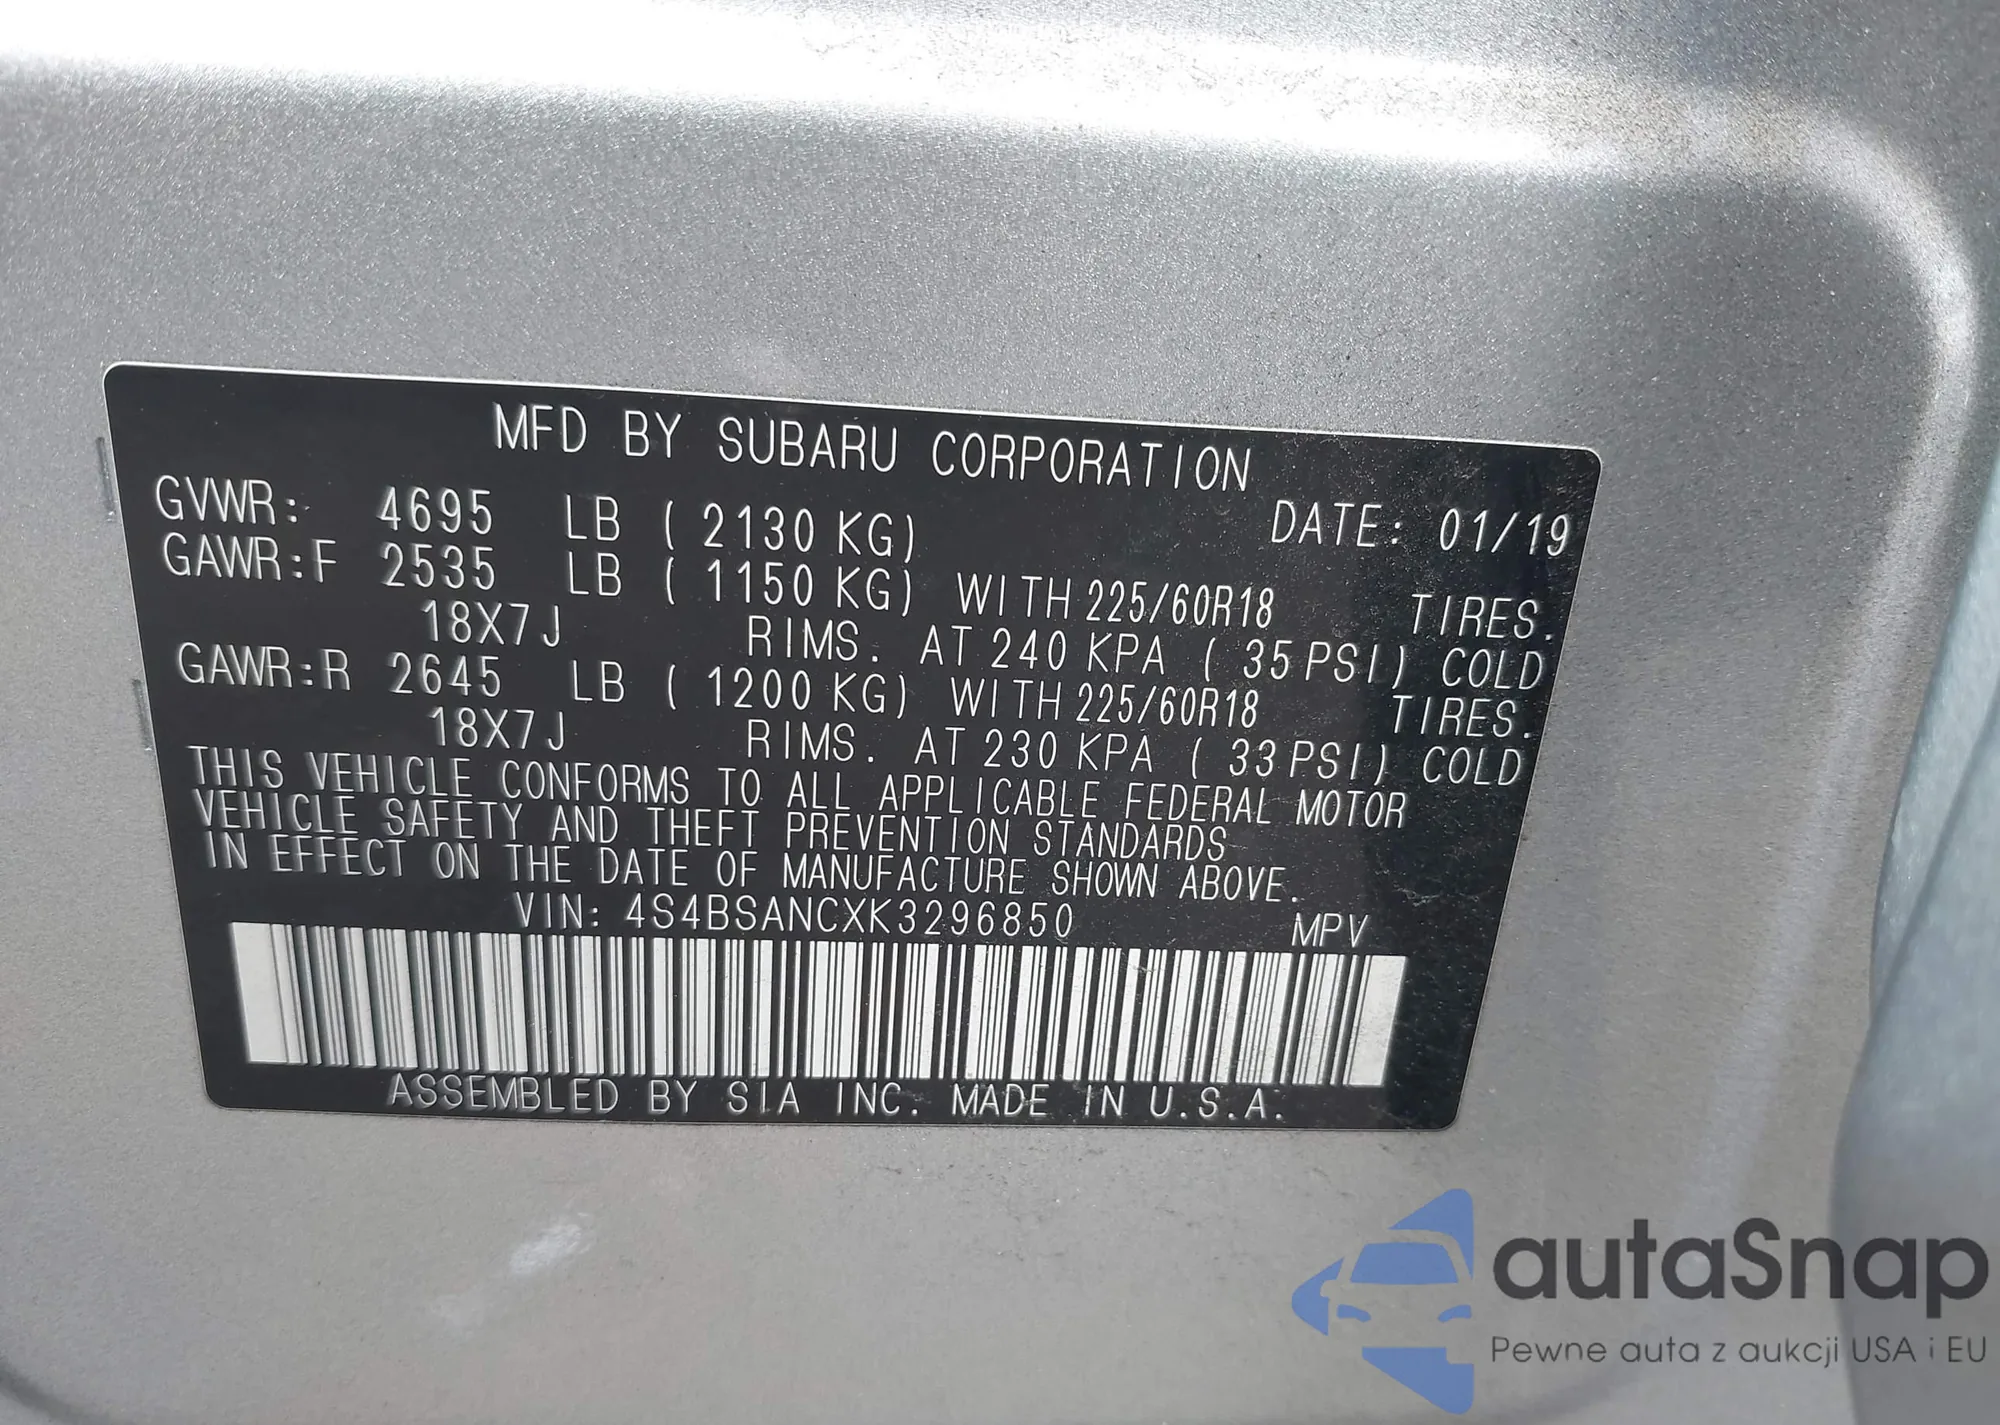 MFD BY SUBARU CORPORATION
GVWR: 4695 LB ( 2130 KG) DATE: 01/19
GAWR:F 2535 LB ( 1150 KG) WITH 225/60R18 TIRES.
18X7J RIMS. AT 240 KPA ( 35 PSI) COLD
GAWR:R 2645 LB ( 1200 KG) WITH 225/60R18 TIRES.
18X7J RIMS. AT 230 KPA ( 33 PSI) COLD
THIS VEHICLE CONFORMS TO ALL APPLICABLE FEDERAL MOTOR
VEHICLE SAFETY AND THEFT PREVENTION STANDARDS
IN EFFECT ON THE DATE OF MANUFACTURE SHOWN ABOVE.
VIN: 4S4BSANCXK3296850 MPV
ASSEMBLED BY SIA INC. MADE IN U.S.A.
autaSnap
Pewne auta z aukcji USA i EU